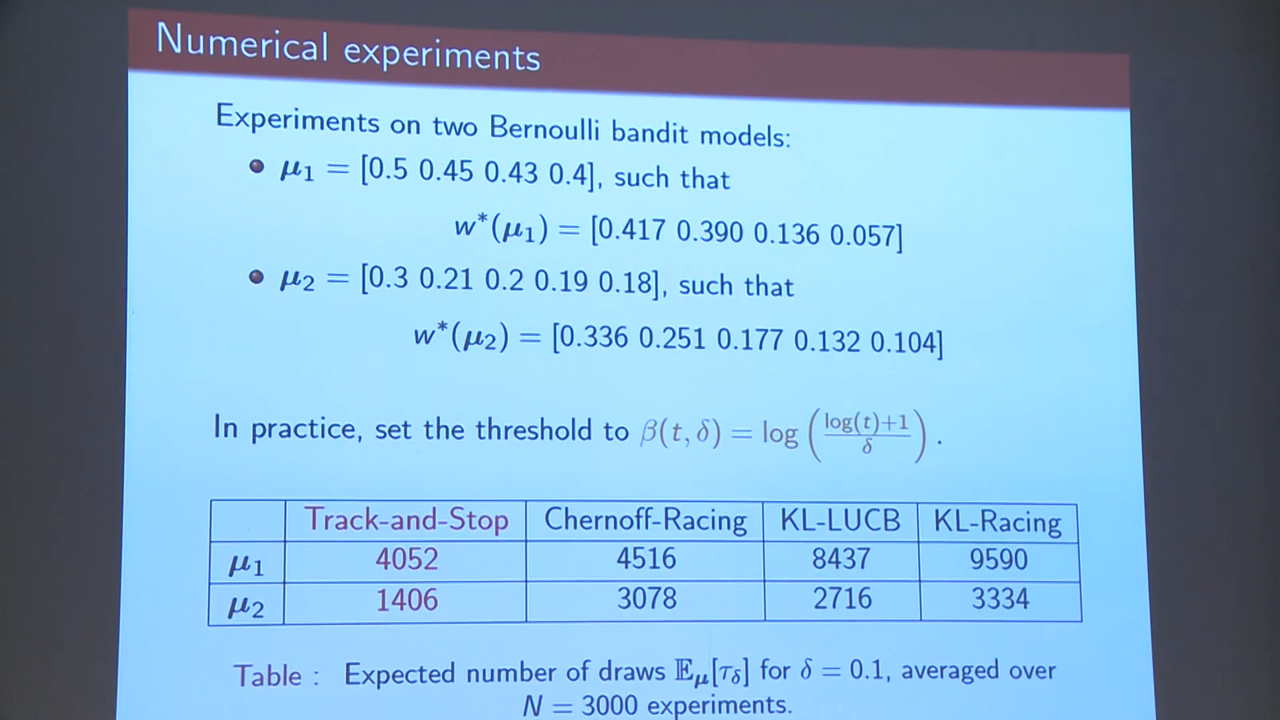 Numerical experiments
Experiments on two Bernoulli bandit models:
• μ₁ = [0.5 0.45 0.43 0.4], such that
w*(μ₁) = [0.417 0.390 0.136 0.057]
• μ₂ = [0.3 0.21 0.2 0.19 0.18], such that
w*(μ₂) = [0.336 0.251 0.177 0.132 0.104]
In practice, set the threshold to β(t, δ) = log((log(t)+1)/δ).
Track-and-Stop Chernoff-Racing KL-LUCB KL-Racing
μ₁ 4052 4516 8437 9590
μ₂ 1406 3078 2716 3334
Table : Expected number of draws 𝔼_μ[τ_δ] for δ = 0.1, averaged over
N = 3000 experiments.